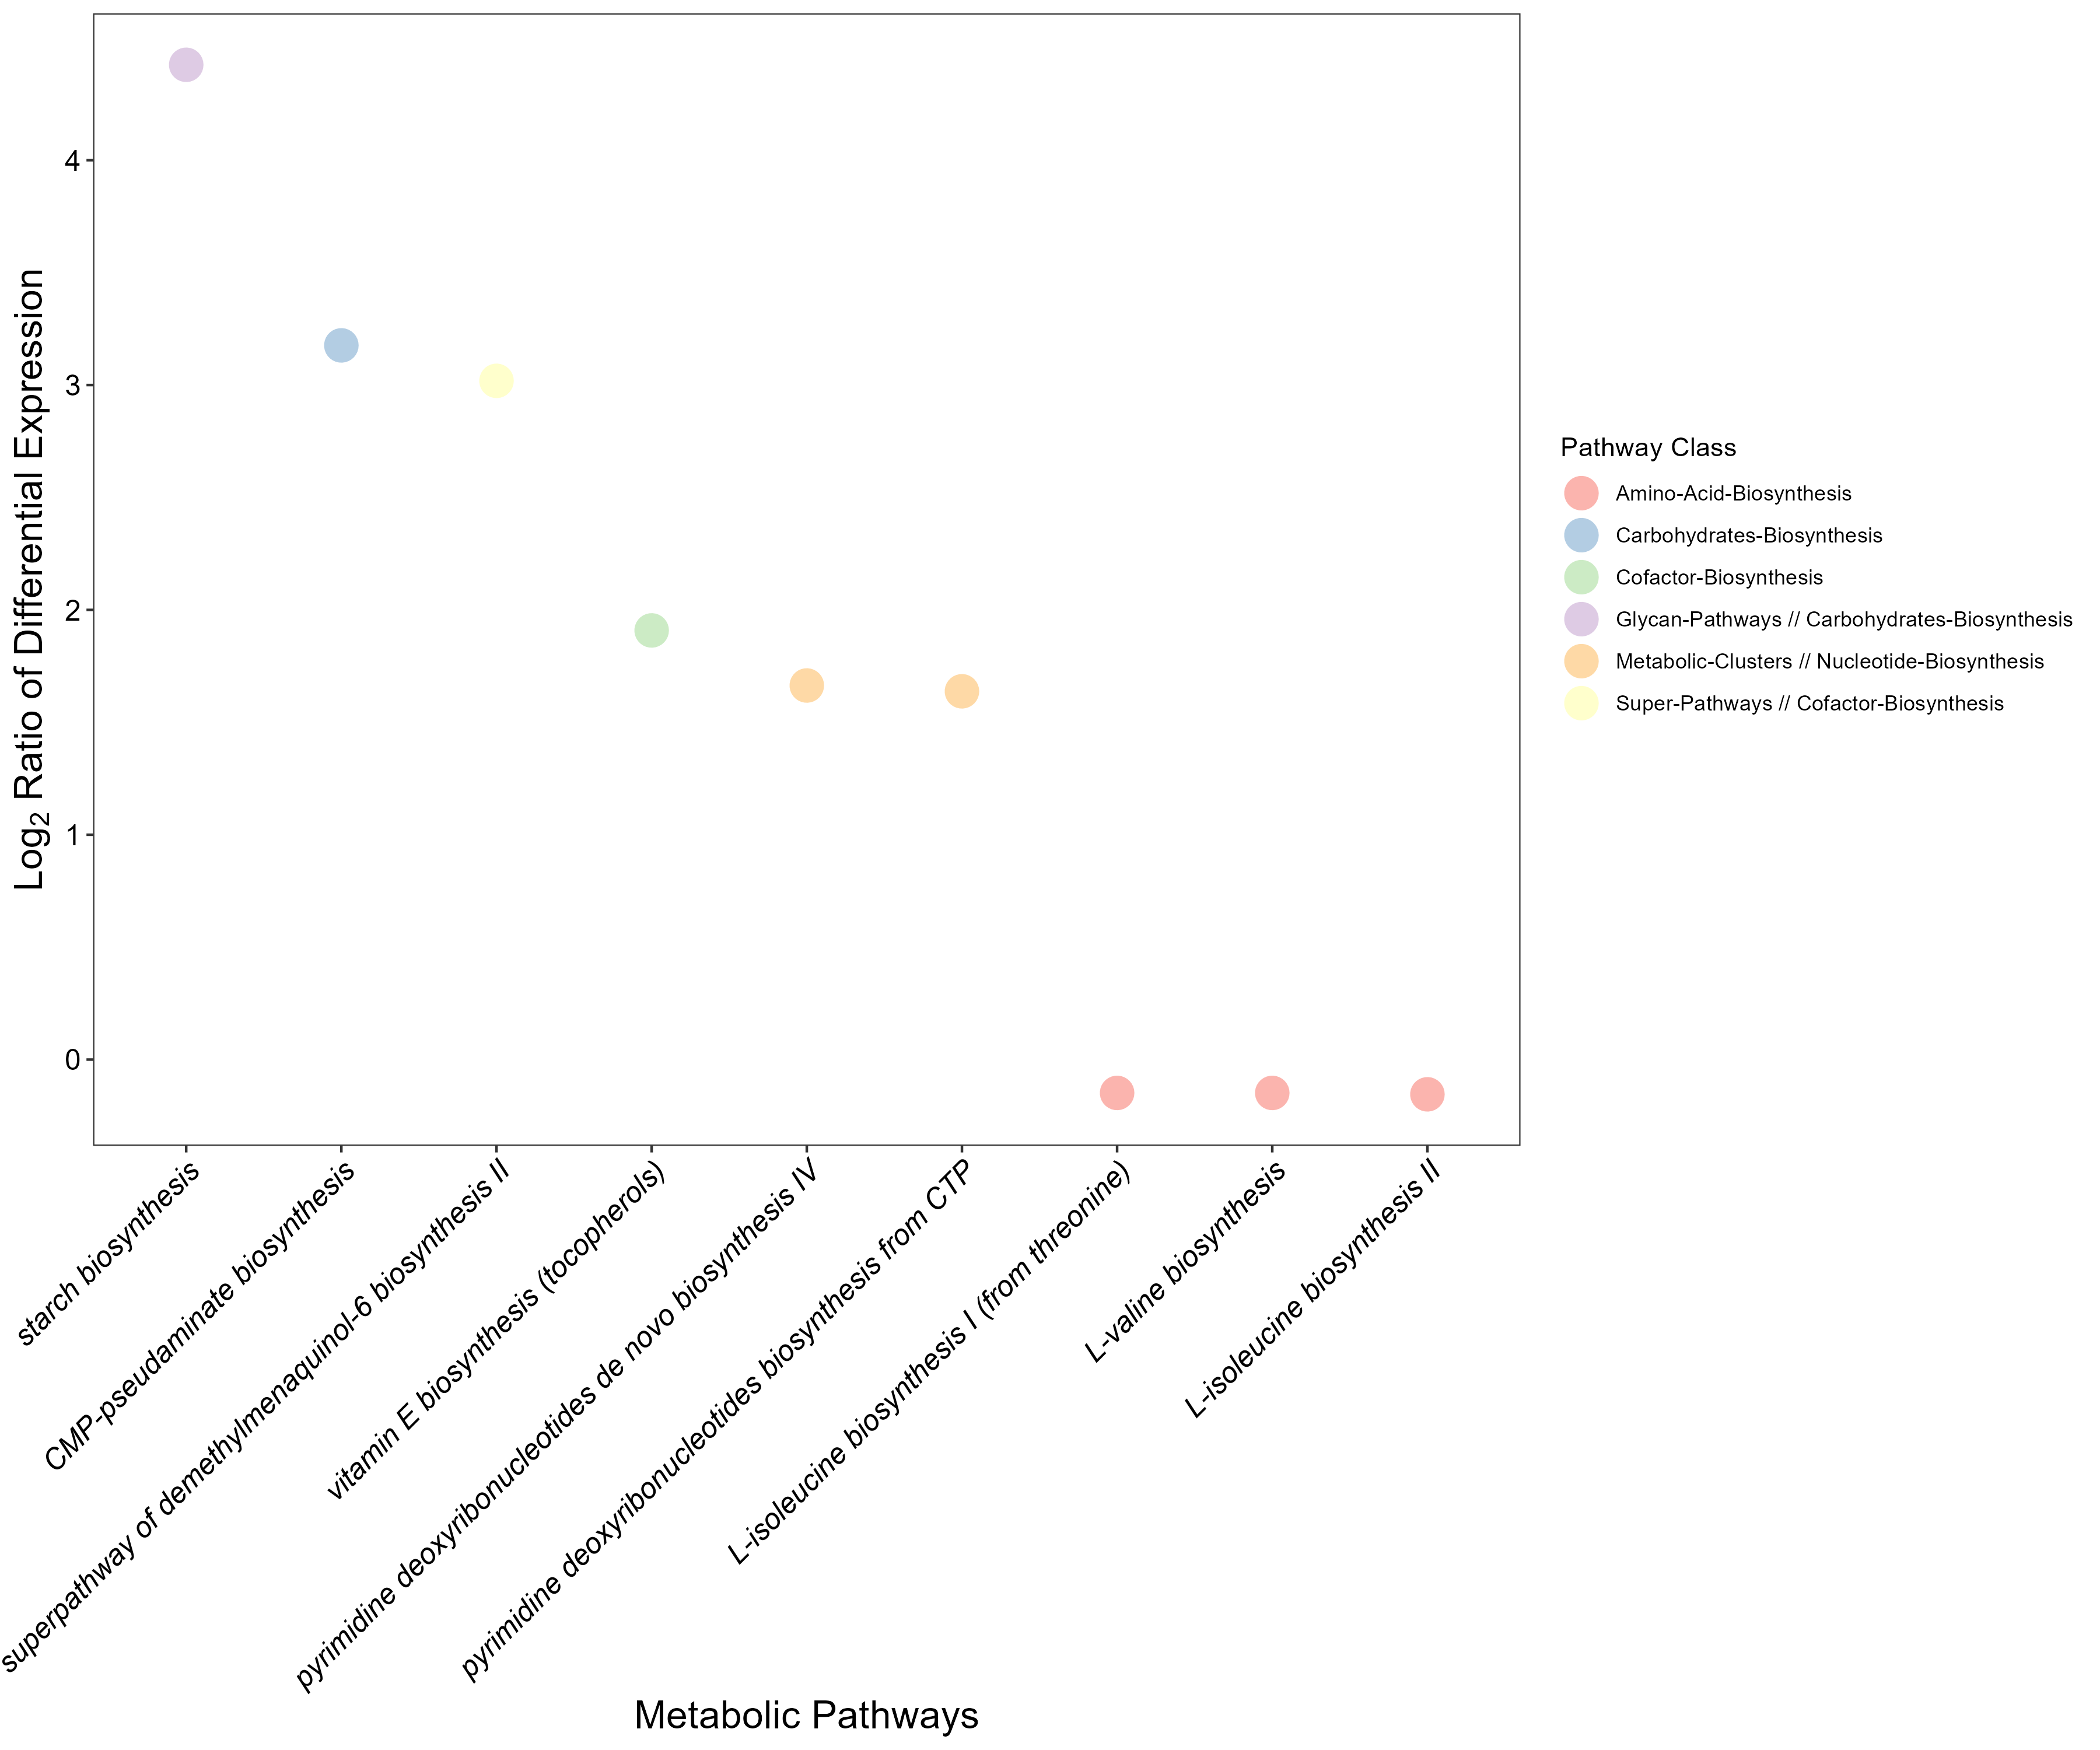 Log2 Ratio of Differential Expression
4
3
2
1
0
starch biosynthesis
CMP-pseudaminate biosynthesis
superpathway of demethylmenaquinol-6 biosynthesis II
vitamin E biosynthesis (tocopherols)
pyrimidine deoxyribonucleotides de novo biosynthesis IV
pyrimidine deoxyribonucleotides biosynthesis from CTP
L-isoleucine biosynthesis I (from threonine)
L-valine biosynthesis
L-isoleucine biosynthesis II
Metabolic Pathways
Pathway Class
Amino-Acid-Biosynthesis
Carbohydrates-Biosynthesis
Cofactor-Biosynthesis
Glycan-Pathways // Carbohydrates-Biosynthesis
Metabolic-Clusters // Nucleotide-Biosynthesis
Super-Pathways // Cofactor-Biosynthesis